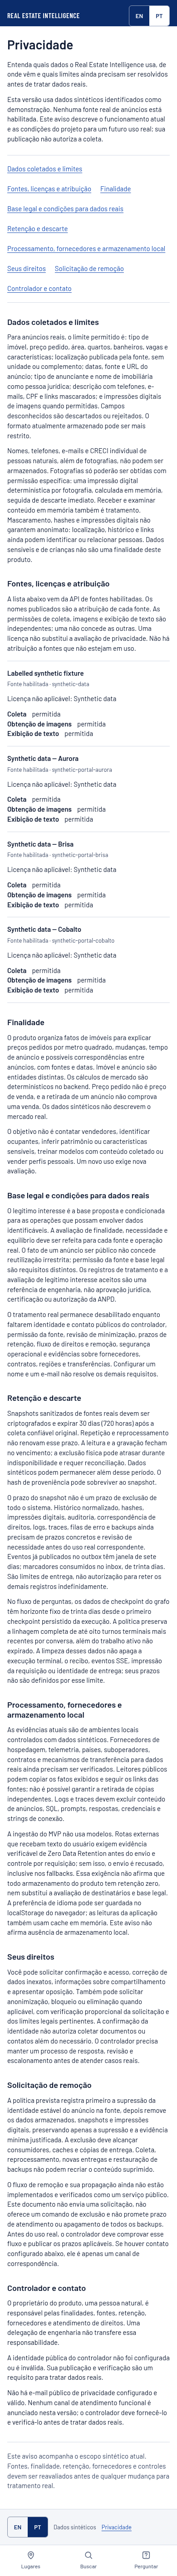 REAL ESTATE INTELLIGENCE
EN PT
Privacidade
Entenda quais dados o Real Estate Intelligence usa, de
onde vêm e quais limites ainda precisam ser resolvidos
antes de tratar dados reais.
Esta versão usa dados sintéticos identificados como
demonstração. Nenhuma fonte real de anúncios está
habilitada. Este aviso descreve o funcionamento atual
e as condições do projeto para um futuro uso real; sua
publicação não autoriza a coleta.
Dados coletados e limites
Fontes, licenças e atribuição Finalidade
Base legal e condições para dados reais
Retenção e descarte
Processamento, fornecedores e armazenamento local
Seus direitos Solicitação de remoção
Controlador e contato
Dados coletados e limites
Para anúncios reais, o limite permitido é: tipo de
imóvel, preço pedido, área, quartos, banheiros, vagas e
características; localização publicada pela fonte, sem
unidade ou complemento; datas, fonte e URL do
anúncio; tipo de anunciante e nome de imobiliária
como pessoa jurídica; descrição com telefones, e-
mails, CPF e links mascarados; e impressões digitais
de imagens quando permitidas. Campos
desconhecidos são descartados ou rejeitados. O
formato atualmente armazenado pode ser mais
restrito.
Nomes, telefones, e-mails e CRECI individual de
pessoas naturais, além de fotografias, não podem ser
armazenados. Fotografias só poderão ser obtidas com
permissão específica: uma impressão digital
determinística por fotografia, calculada em memória,
seguida de descarte imediato. Receber e examinar
conteúdo em memória também é tratamento.
Mascaramento, hashes e impressões digitais não
garantem anonimato: localização, histórico e links
ainda podem identificar ou relacionar pessoas. Dados
pessoais de crianças não são uma finalidade deste
produto.
Fontes, licenças e atribuição
A lista abaixo vem da API de fontes habilitadas. Os
nomes publicados são a atribuição de cada fonte. As
permissões de coleta, imagens e exibição de texto são
independentes; uma não concede as outras. Uma
licença não substitui a avaliação de privacidade. Não há
atribuição a fontes que não estejam em uso.
Labelled synthetic fixture
Fonte habilitada · synthetic-data
Licença não aplicável: Synthetic data
Coleta permitida
Obtenção de imagens permitida
Exibição de texto permitida
Synthetic data — Aurora
Fonte habilitada · synthetic-portal-aurora
Licença não aplicável: Synthetic data
Coleta permitida
Obtenção de imagens permitida
Exibição de texto permitida
Synthetic data — Brisa
Fonte habilitada · synthetic-portal-brisa
Licença não aplicável: Synthetic data
Coleta permitida
Obtenção de imagens permitida
Exibição de texto permitida
Synthetic data — Cobalto
Fonte habilitada · synthetic-portal-cobalto
Licença não aplicável: Synthetic data
Coleta permitida
Obtenção de imagens permitida
Exibição de texto permitida
Finalidade
O produto organiza fatos de imóveis para explicar
preços pedidos por metro quadrado, mudanças, tempo
de anúncio e possíveis correspondências entre
anúncios, com fontes e datas. Imóvel e anúncio são
entidades distintas. Os cálculos de mercado são
determinísticos no backend. Preço pedido não é preço
de venda, e a retirada de um anúncio não comprova
uma venda. Os dados sintéticos não descrevem o
mercado real.
O objetivo não é contatar vendedores, identificar
ocupantes, inferir patrimônio ou características
sensíveis, treinar modelos com conteúdo coletado ou
vender perfis pessoais. Um novo uso exige nova
avaliação.
Base legal e condições para dados reais
O legítimo interesse é a base proposta e condicionada
para as operações que possam envolver dados
identificáveis. A avaliação de finalidade, necessidade e
equilíbrio deve ser refeita para cada fonte e operação
real. O uso de um anúncio ser público não concede
reutilização irrestrita; permissão da fonte e base legal
são requisitos distintos. Os registros de tratamento e a
avaliação de legítimo interesse aceitos são uma
referência de engenharia, não aprovação jurídica,
certificação ou autorização da ANPD.
O tratamento real permanece desabilitado enquanto
faltarem identidade e contato públicos do controlador,
permissão da fonte, revisão de minimização, prazos de
retenção, fluxo de direitos e remoção, segurança
operacional e evidências sobre fornecedores,
contratos, regiões e transferências. Configurar um
nome e um e-mail não resolve os demais requisitos.
Retenção e descarte
Snapshots sanitizados de fontes reais devem ser
criptografados e expirar 30 dias (720 horas) após a
coleta confiável original. Repetição e reprocessamento
não renovam esse prazo. A leitura e a gravação fecham
no vencimento; a exclusão física pode atrasar durante
indisponibilidade e requer reconciliação. Dados
sintéticos podem permanecer além desse período. O
hash de proveniência pode sobreviver ao snapshot.
O prazo do snapshot não é um prazo de exclusão de
todo o sistema. Histórico normalizado, hashes,
impressões digitais, auditoria, correspondência de
direitos, logs, traces, filas de erro e backups ainda
precisam de prazos concretos e revisão de
necessidade antes do uso real correspondente.
Eventos já publicados no outbox têm janela de sete
dias; marcadores consumidos no inbox, de trinta dias.
São limites de entrega, não autorização para reter os
demais registros indefinidamente.
No fluxo de perguntas, os dados de checkpoint do grafo
têm horizonte fixo de trinta dias desde o primeiro
checkpoint persistido da execução. A política preserva
a linhagem completa de até oito turnos terminais mais
recentes por conversa, além do trabalho ativo não
expirado. A limpeza desses dados não apaga a
execução terminal, o recibo, eventos SSE, impressão
da requisição ou identidade de entrega; seus prazos
não são definidos por esse limite.
Processamento, fornecedores e
armazenamento local
As evidências atuais são de ambientes locais
controlados com dados sintéticos. Fornecedores de
hospedagem, telemetria, países, suboperadores,
contratos e mecanismos de transferência para dados
reais ainda precisam ser verificados. Leitores públicos
podem copiar os fatos exibidos e seguir os links das
fontes; não é possível garantir a retirada de cópias
independentes. Logs e traces devem excluir conteúdo
de anúncios, SQL, prompts, respostas, credenciais e
strings de conexão.
A ingestão do MVP não usa modelos. Rotas externas
que recebam texto do usuário exigem evidência
verificável de Zero Data Retention antes do envio e
controle por requisição; sem isso, o envio é recusado,
inclusive nos fallbacks. Essa exigência não afirma que
todo armazenamento do produto tem retenção zero,
nem substitui a avaliação de destinatários e base legal.
A preferência de idioma pode ser guardada no
localStorage do navegador; as leituras da aplicação
também usam cache em memória. Este aviso não
afirma ausência de armazenamento local.
Seus direitos
Você pode solicitar confirmação e acesso, correção de
dados inexatos, informações sobre compartilhamento
e apresentar oposição. Também pode solicitar
anonimização, bloqueio ou eliminação quando
aplicável, com verificação proporcional da solicitação e
dos limites legais pertinentes. A confirmação da
identidade não autoriza coletar documentos ou
contatos além do necessário. O controlador precisa
manter um processo de resposta, revisão e
escalonamento antes de atender casos reais.
Solicitação de remoção
A política prevista registra primeiro a supressão da
identidade estável do anúncio na fonte, depois remove
os dados armazenados, snapshots e impressões
digitais, preservando apenas a supressão e a evidência
mínima justificada. A exclusão deve alcançar
consumidores, caches e cópias de entrega. Coleta,
reprocessamento, novas entregas e restauração de
backups não podem recriar o conteúdo suprimido.
O fluxo de remoção e sua propagação ainda não estão
implementados e verificados como um serviço público.
Este documento não envia uma solicitação, não
oferece um comando de exclusão e não promete prazo
de atendimento ou apagamento de todos os backups.
Antes do uso real, o controlador deve comprovar esse
fluxo e publicar os prazos aplicáveis. Se houver contato
configurado abaixo, ele é apenas um canal de
correspondência.
Controlador e contato
O proprietário do produto, uma pessoa natural, é
responsável pelas finalidades, fontes, retenção,
fornecedores e atendimento de direitos. Uma
delegação de engenharia não transfere essa
responsabilidade.
A identidade pública do controlador não foi configurada
ou é inválida. Sua publicação e verificação são um
requisito para tratar dados reais.
Não há e-mail público de privacidade configurado e
válido. Nenhum canal de atendimento funcional é
anunciado nesta versão; o controlador deve fornecê-lo
e verificá-lo antes de tratar dados reais.
Este aviso acompanha o escopo sintético atual.
Fontes, finalidade, retenção, fornecedores e controles
devem ser reavaliados antes de qualquer mudança para
tratamento real.
EN PT Dados sintéticos Privacidade
Lugares Buscar Perguntar